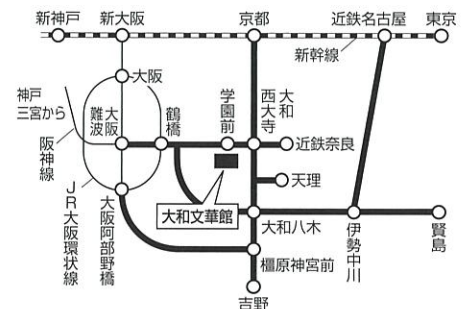 新神戸
新大阪
京都
近鉄名古屋
東京
新幹線
大阪
神戸
三宮から
阪神線
大阪
難波
鶴橋
学園前
大和
西大寺
近鉄奈良
天理
大和文華館
JR大阪環状線
大阪阿部野橋
大和八木
伊勢中川
賢島
橿原神宮前
吉野